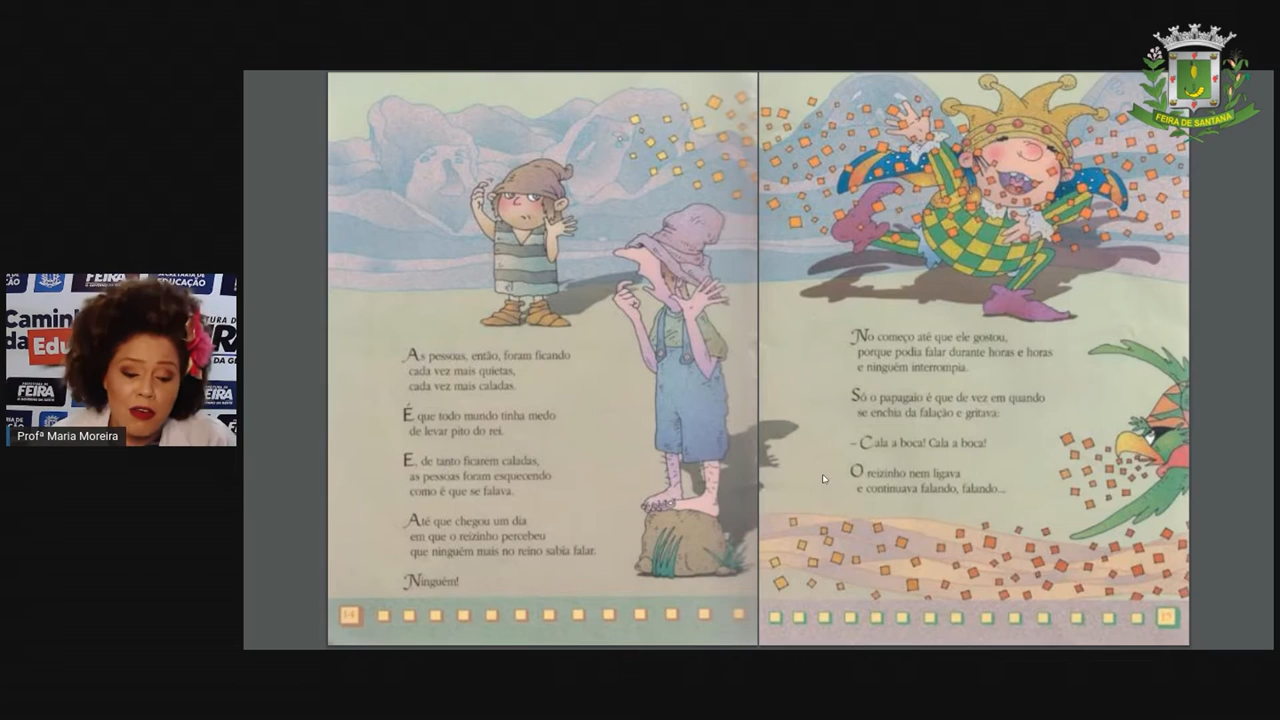 FEIRA DE SANTANA
FEIRA
EDUCAÇÃO
Profª Maria Moreira
As pessoas, então, foram ficando
cada vez mais quietas,
cada vez mais caladas.
É que todo mundo tinha medo
de levar pito do rei.
E, de tanto ficarem caladas,
as pessoas foram esquecendo
como é que se falava.
Até que chegou um dia
em que o reizinho percebeu
que ninguém mais no reino sabia falar.
Ninguém!
14
No começo até que ele gostou,
porque podia falar durante horas e horas
e ninguém interrompia.
Só o papagaio é que de vez em quando
se enchia da falação e gritava:
– Cala a boca! Cala a boca!
O reizinho nem ligava
e continuava falando, falando...
15